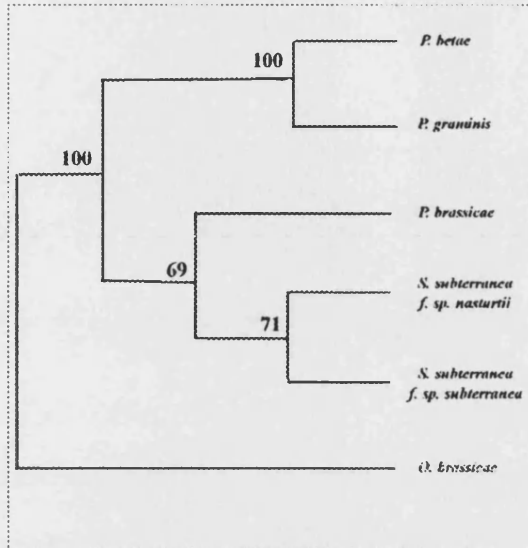 P. betae
100
P. graminis
100
P. brassicae
69
S. subterranea
f. sp. nasturtii
71
S. subterranea
f. sp. subterranea
O. brassicae